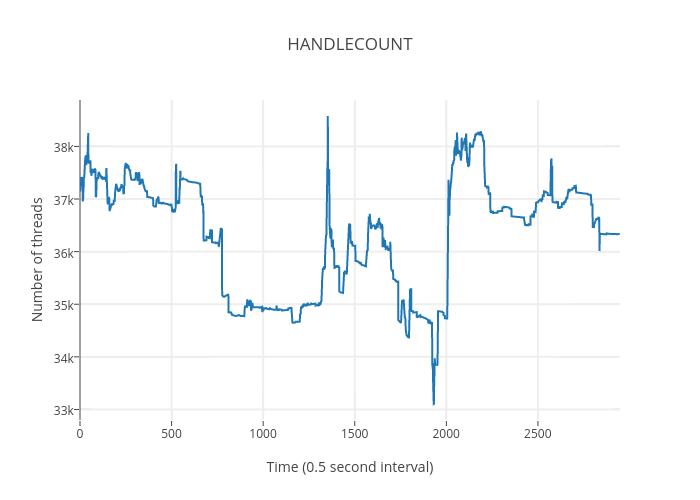 HANDLECOUNT
38k
37k
36k
35k
34k
33k
Number of threads
0 500 1000 1500 2000 2500
Time (0.5 second interval)